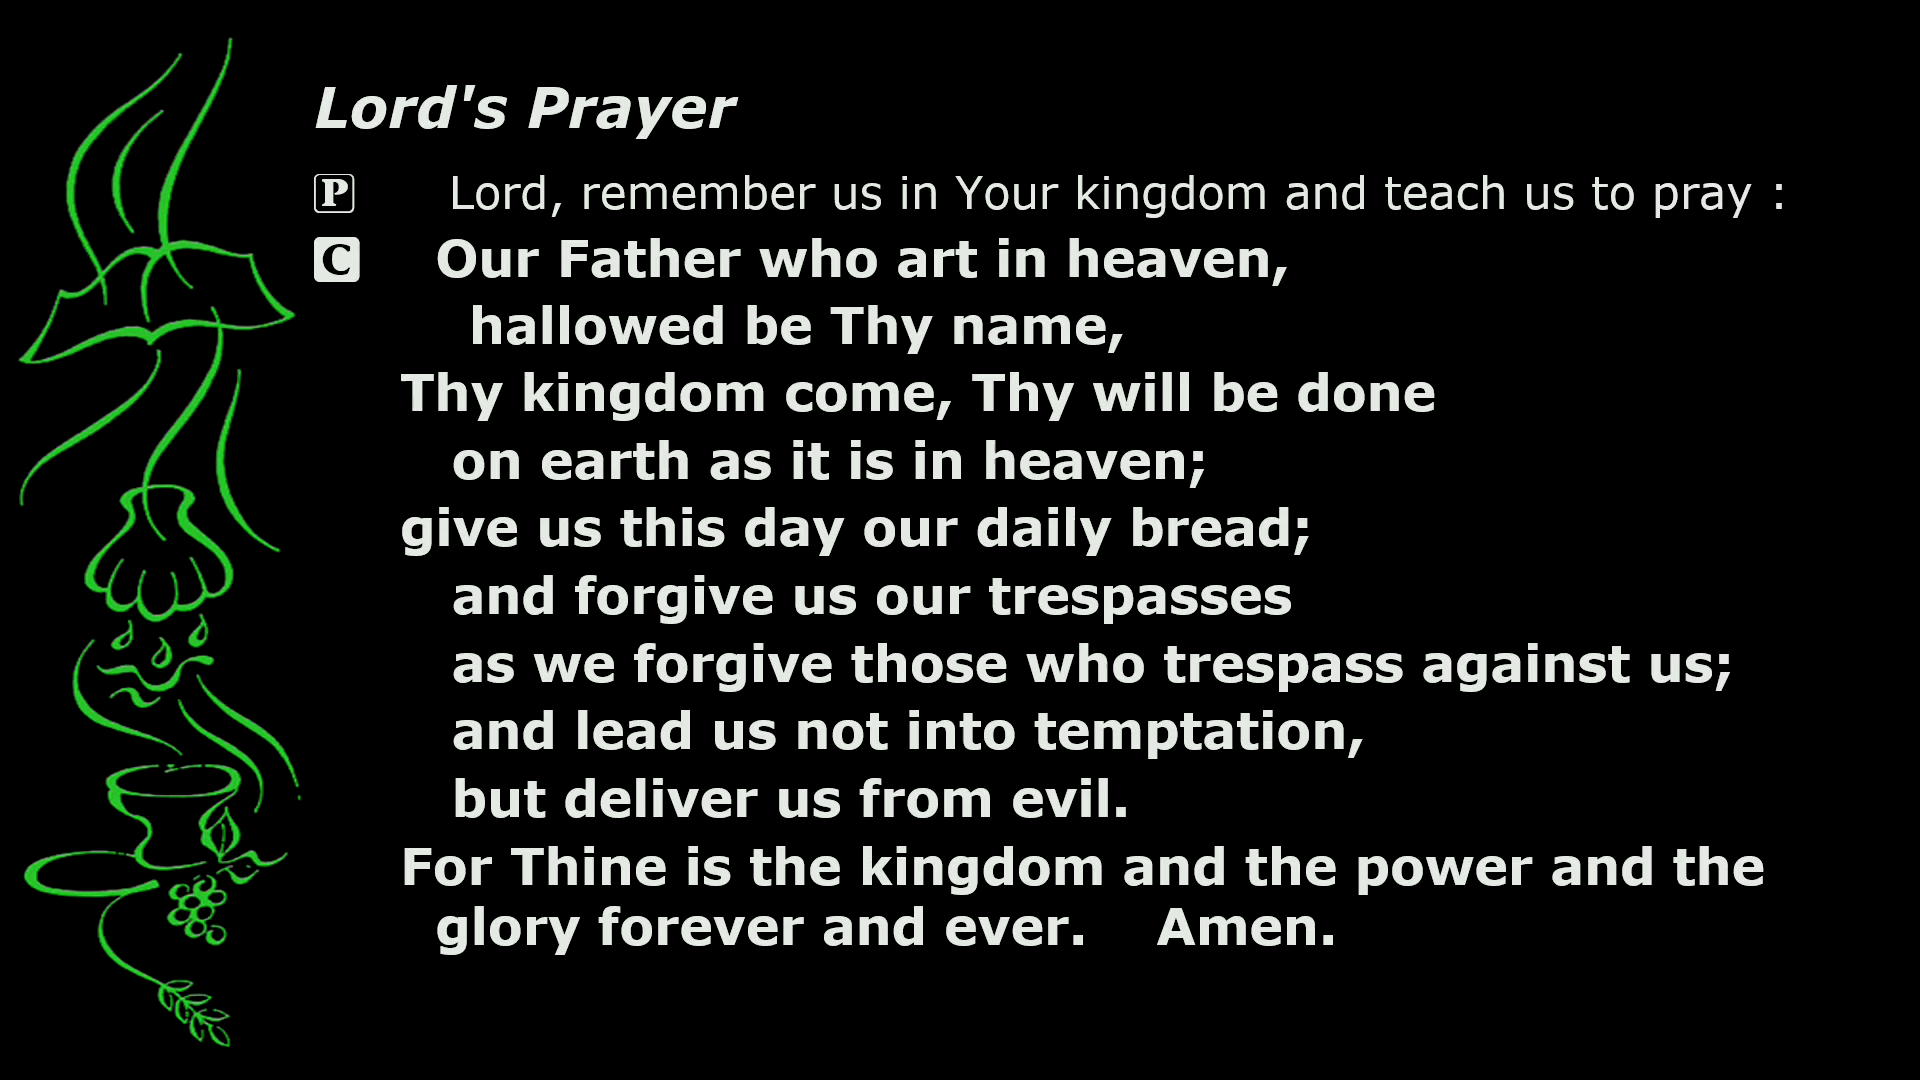 Lord's Prayer
P Lord, remember us in Your kingdom and teach us to pray :
C Our Father who art in heaven,
hallowed be Thy name,
Thy kingdom come, Thy will be done
on earth as it is in heaven;
give us this day our daily bread;
and forgive us our trespasses
as we forgive those who trespass against us;
and lead us not into temptation,
but deliver us from evil.
For Thine is the kingdom and the power and the
glory forever and ever. Amen.